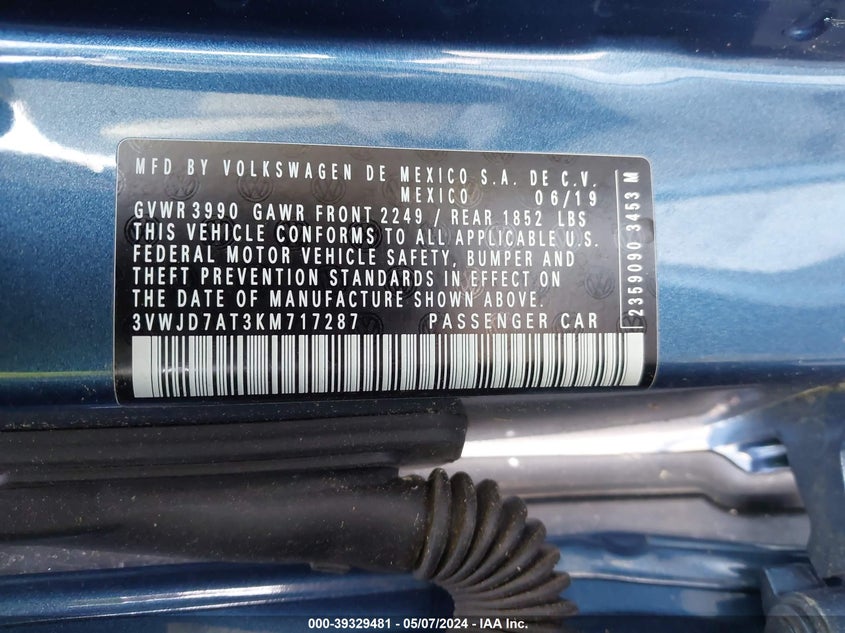 MFD BY VOLKSWAGEN DE MEXICO S.A. DE C.V.
MEXICO 06/19
GVWR 3990 GAWR FRONT 2249 / REAR 1852 LBS
THIS VEHICLE CONFORMS TO ALL APPLICABLE U.S.
FEDERAL MOTOR VEHICLE SAFETY, BUMPER AND
THEFT PREVENTION STANDARDS IN EFFECT ON
THE DATE OF MANUFACTURE SHOWN ABOVE.
3VWJD7AT3KM717287 PASSENGER CAR
2359090 3453 M
000-39329481 - 05/07/2024 - IAA Inc.